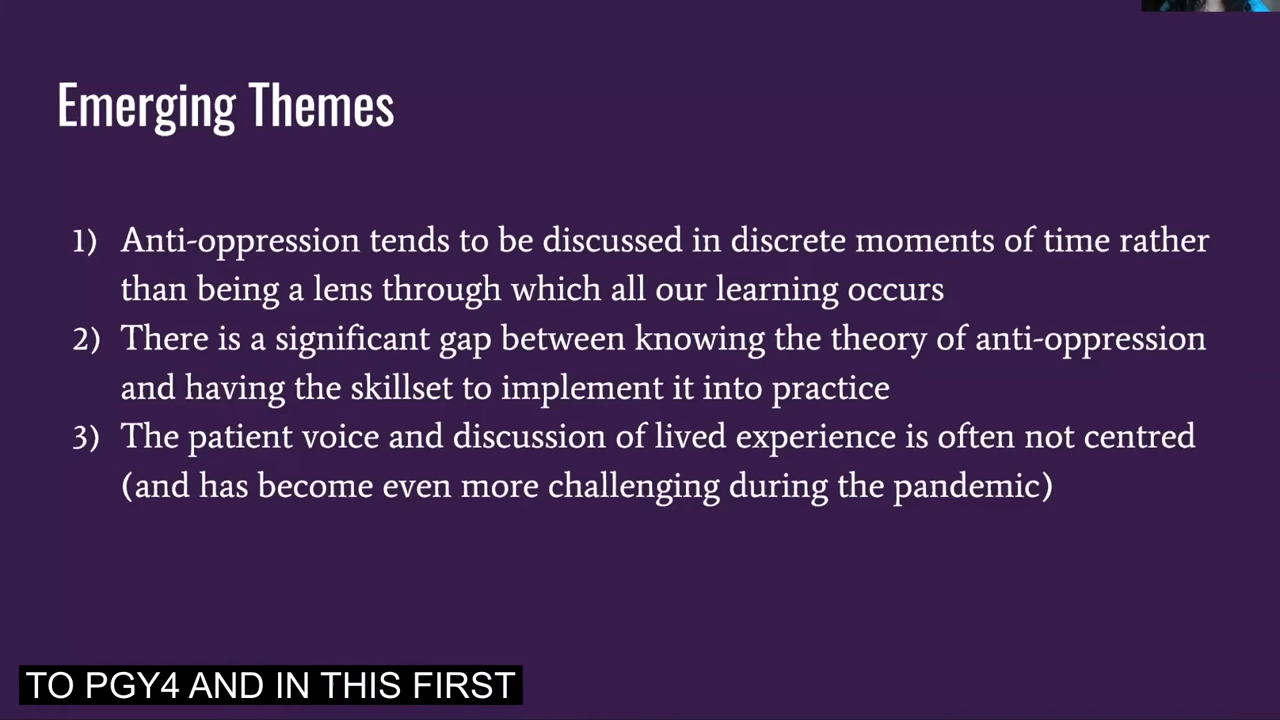 Emerging Themes
1) Anti-oppression tends to be discussed in discrete moments of time rather
than being a lens through which all our learning occurs
2) There is a significant gap between knowing the theory of anti-oppression
and having the skillset to implement it into practice
3) The patient voice and discussion of lived experience is often not centred
(and has become even more challenging during the pandemic)
TO PGY4 AND IN THIS FIRST